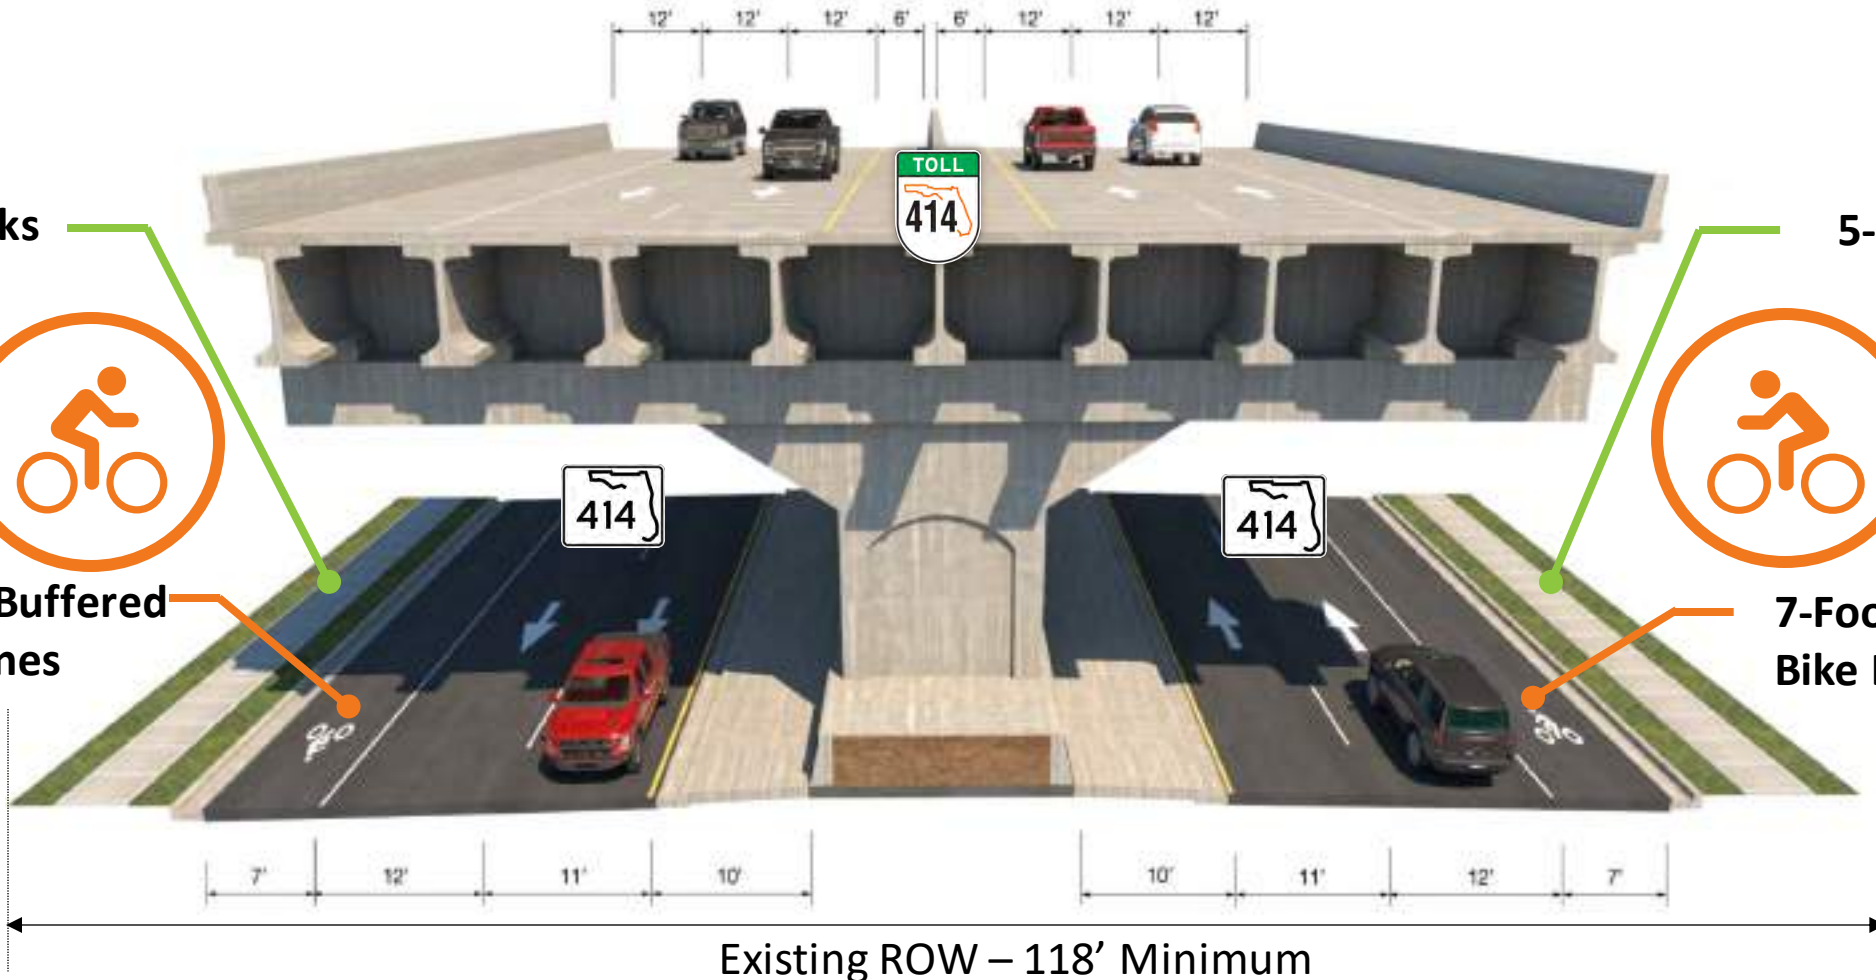 12' 12' 12' 6' 6' 12' 12' 12'
TOLL
414
ks
5-
414
414
Buffered
nes
7-Foo
Bike
7' 12' 11' 10' 10' 11' 12' 7'
Existing ROW – 118’ Minimum